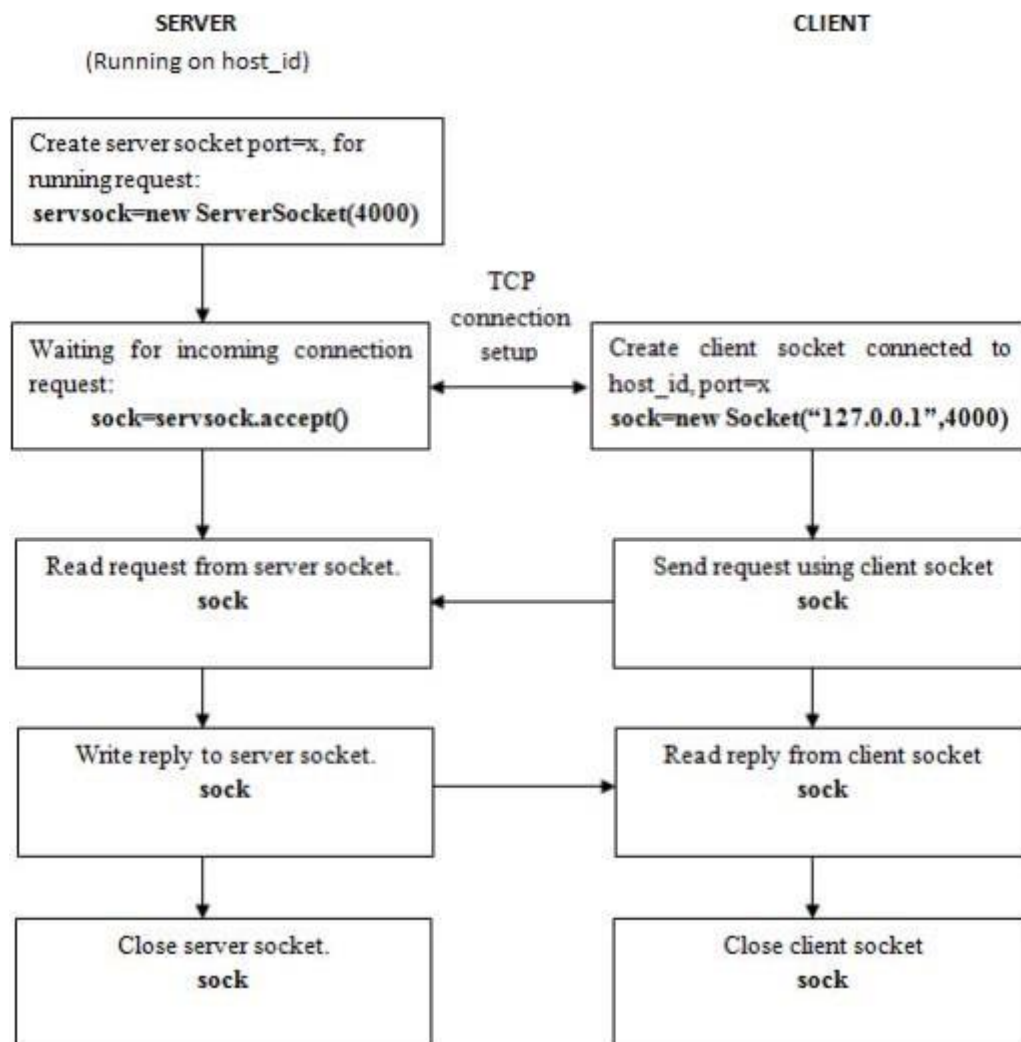 SERVER
(Running on host_id)
CLIENT
Create server socket port=x, for
running request:
servsock=new ServerSocket(4000)
TCP
connection
setup
Waiting for incoming connection
request:
sock=servsock.accept()
Create client socket connected to
host_id, port=x
sock=new Socket(“127.0.0.1”,4000)
Read request from server socket.
sock
Send request using client socket
sock
Write reply to server socket.
sock
Read reply from client socket
sock
Close server socket.
sock
Close client socket
sock